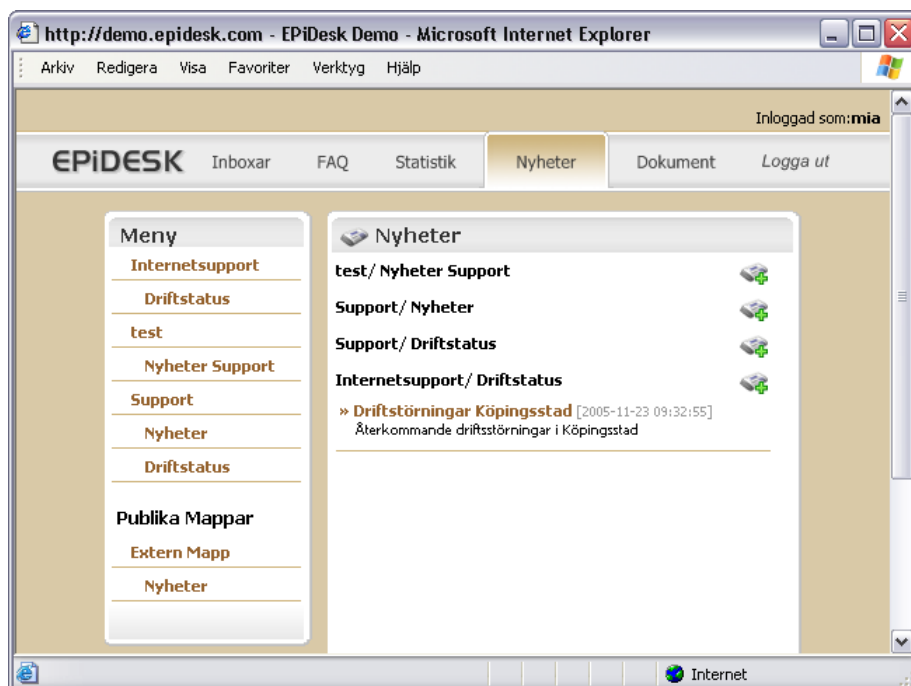 http://demo.epidesk.com - EPiDesk Demo - Microsoft Internet Explorer
Arkiv Redigera Visa Favoriter Verktyg Hjälp
Inloggad som:mia
EPiDESK Inboxar FAQ Statistik Nyheter Dokument Logga ut
Meny
Internetsupport
Driftstatus
test
Nyheter Support
Support
Nyheter
Driftstatus
Publika Mappar
Extern Mapp
Nyheter
Nyheter
test/ Nyheter Support
Support/ Nyheter
Support/ Driftstatus
Internetsupport/ Driftstatus
» Driftstörningar Köpingsstad [2005-11-23 09:32:55]
Återkommande driftsstörningar i Köpingsstad
Internet